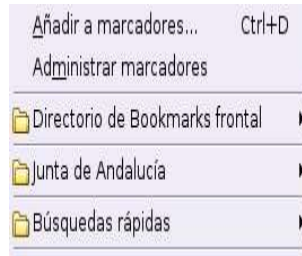 Añadir a marcadores... Ctrl+D
Administrar marcadores
Directorio de Bookmarks frontal
Junta de Andalucía
Búsquedas rápidas